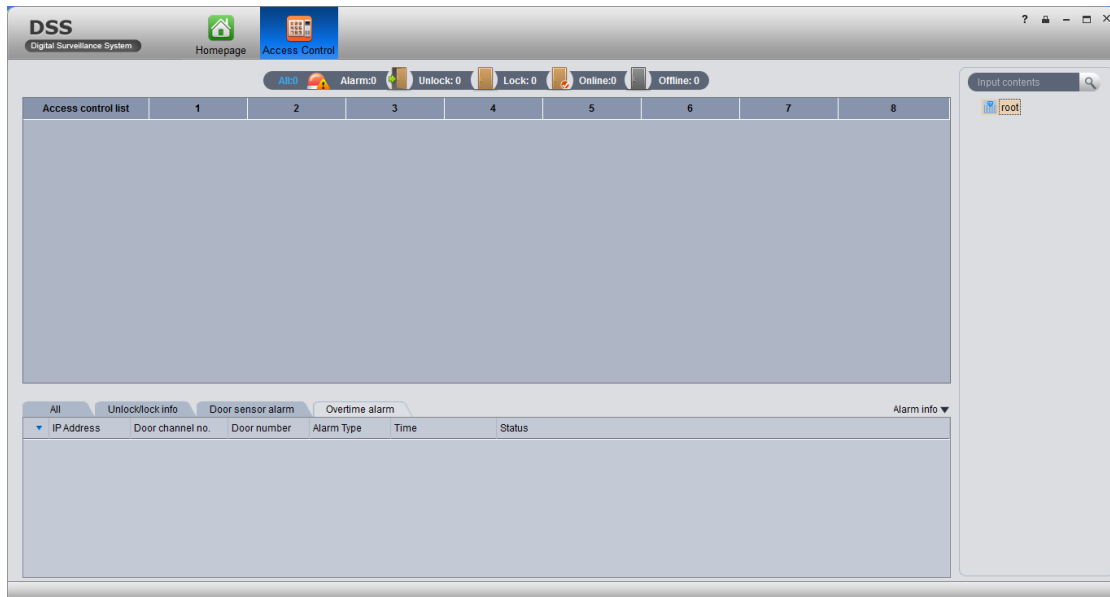 DSS
Digital Surveillance System
Homepage
Access Control
? 
All:0 Alarm:0 Unlock: 0 Lock: 0 Online:0 Offline: 0
Input contents
root
Access control list 1 2 3 4 5 6 7 8
All Unlock/lock info Door sensor alarm Overtime alarm Alarm info
IP Address Door channel no. Door number Alarm Type Time Status